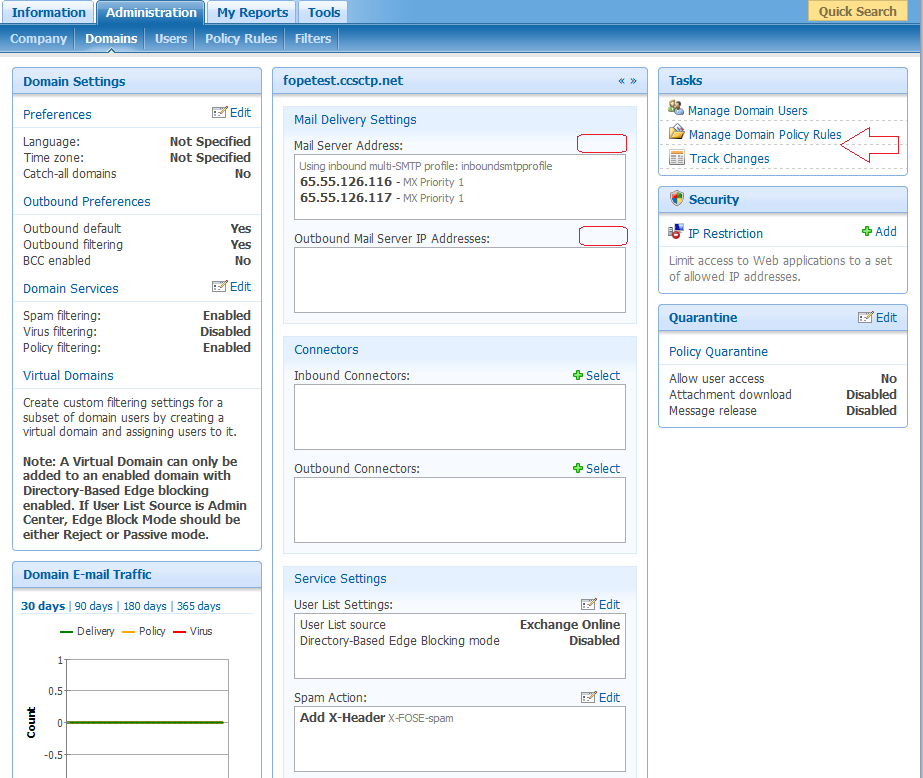 Information
Administration
My Reports
Tools
Quick Search
Company
Domains
Users
Policy Rules
Filters
Domain Settings
Preferences
Edit
Language: Not Specified
Time zone: Not Specified
Catch-all domains No
Outbound Preferences
Outbound default Yes
Outbound filtering Yes
BCC enabled No
Domain Services
Edit
Spam filtering: Enabled
Virus filtering: Disabled
Policy filtering: Enabled
Virtual Domains
Create custom filtering settings for a
subset of domain users by creating a
virtual domain and assigning users to it.
Note: A Virtual Domain can only be
added to an enabled domain with
Directory-Based Edge blocking
enabled. If User List Source is Admin
Center, Edge Block Mode should be
either Reject or Passive mode.
Domain E-mail Traffic
30 days | 90 days | 180 days | 365 days
Delivery Policy Virus
1
0.5
0
-0.5
Count
fopetest.ccsctp.net « »
Mail Delivery Settings
Mail Server Address:
Using inbound multi-SMTP profile: inboundsmtpprofile
65.55.126.116 - MX Priority 1
65.55.126.117 - MX Priority 1
Outbound Mail Server IP Addresses:
Connectors
Inbound Connectors: Select
Outbound Connectors: Select
Service Settings
User List Settings: Edit
User List source Exchange Online
Directory-Based Edge Blocking mode Disabled
Spam Action: Edit
Add X-Header X-FOSE-spam
Tasks
Manage Domain Users
Manage Domain Policy Rules
Track Changes
Security
IP Restriction Add
Limit access to Web applications to a set
of allowed IP addresses.
Quarantine Edit
Policy Quarantine
Allow user access No
Attachment download Disabled
Message release Disabled